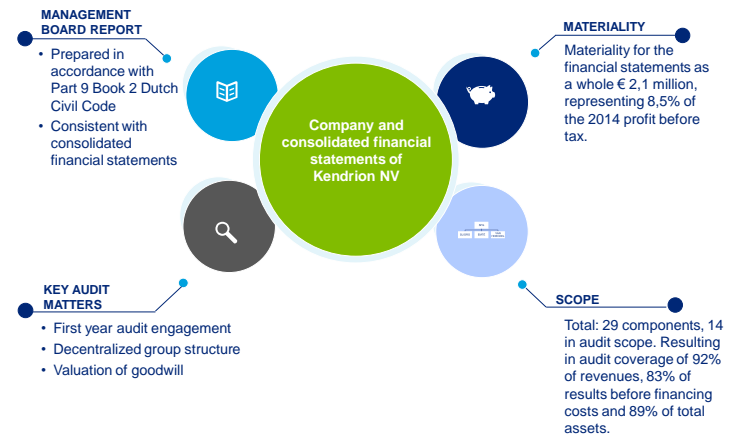 MANAGEMENT
BOARD REPORT
• Prepared in
accordance with
Part 9 Book 2 Dutch
Civil Code
• Consistent with
consolidated
financial statements
Company and
consolidated financial
statements of
Kendrion NV
MATERIALITY
Materiality for the
financial statements as
a whole € 2,1 million,
representing 8,5% of
the 2014 profit before
tax.
KEY AUDIT
MATTERS
• First year audit engagement
• Decentralized group structure
• Valuation of goodwill
SCOPE
Total: 29 components, 14
in audit scope. Resulting
in audit coverage of 92%
of revenues, 83% of
results before financing
costs and 89% of total
assets.